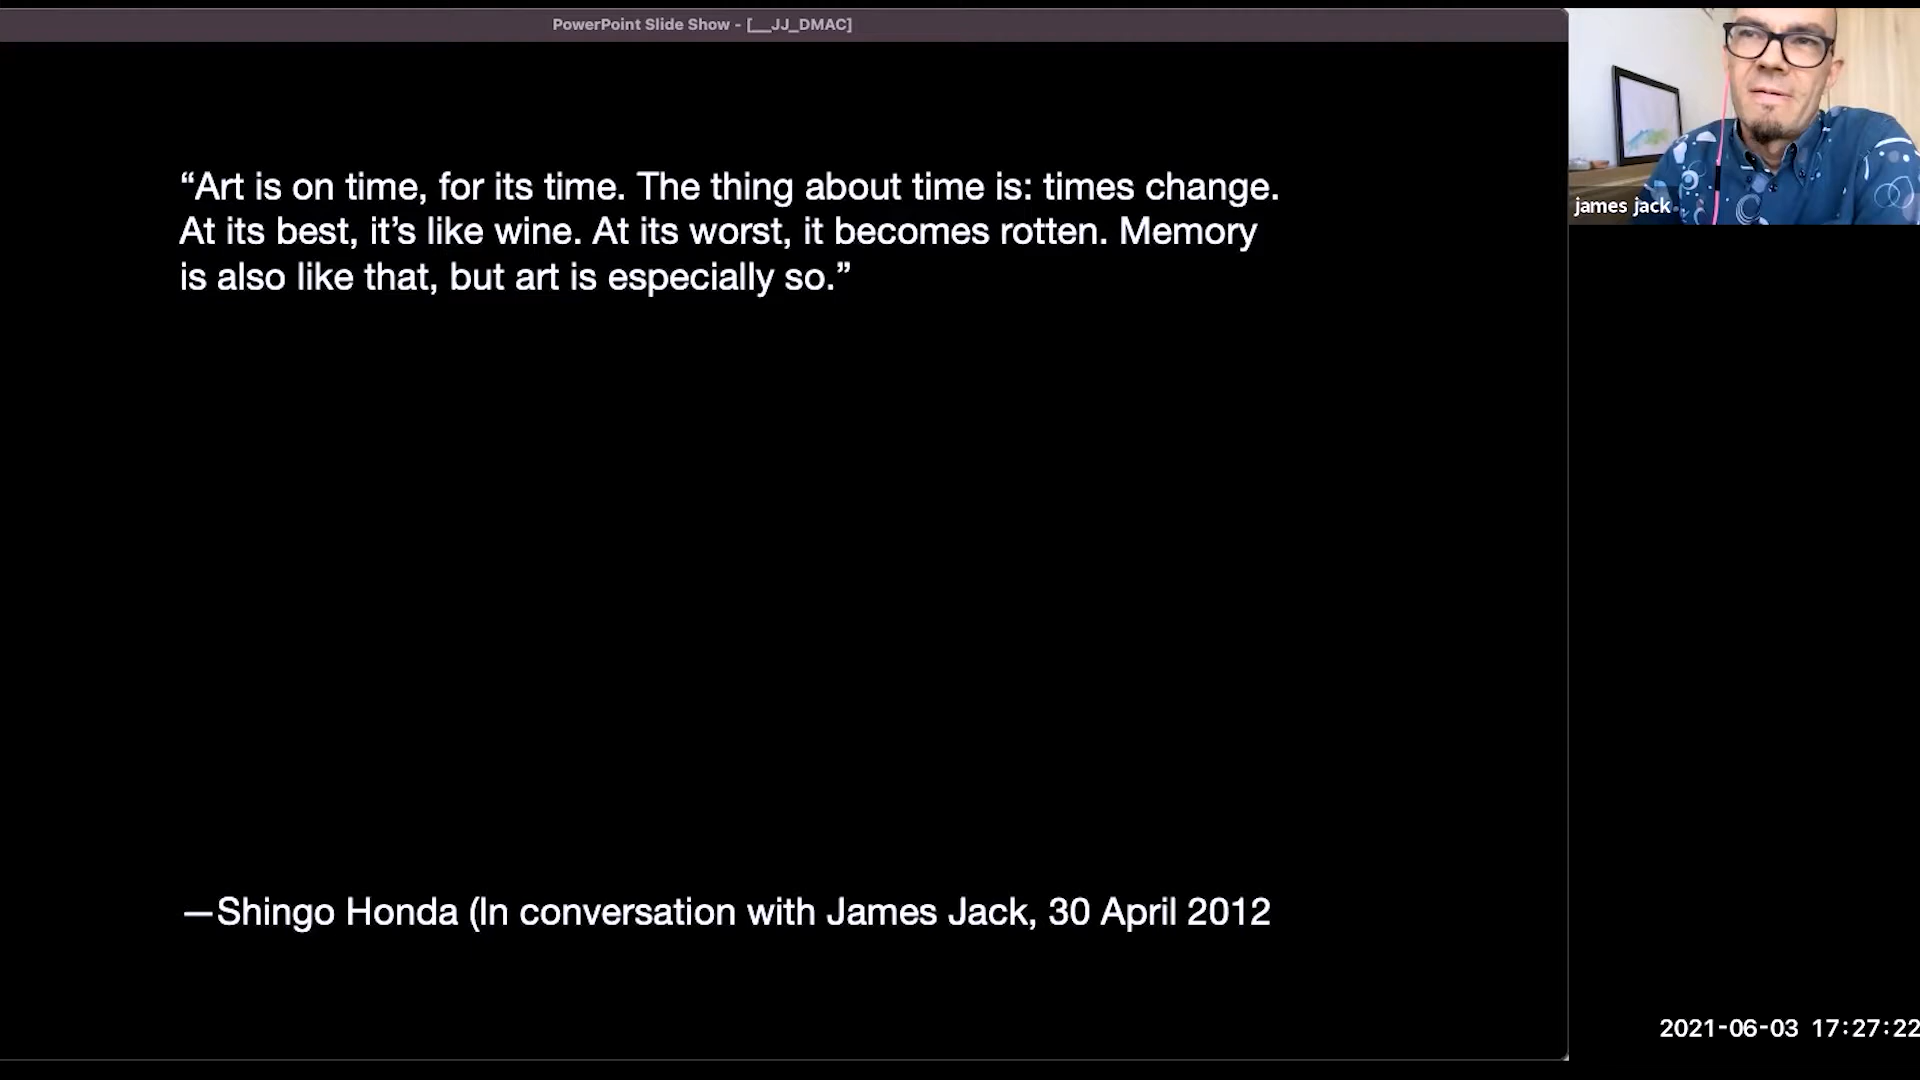 PowerPoint Slide Show - [__JJ_DMAC]
“Art is on time, for its time. The thing about time is: times change.
At its best, it’s like wine. At its worst, it becomes rotten. Memory
is also like that, but art is especially so.”
—Shingo Honda (In conversation with James Jack, 30 April 2012
james jack
2021-06-03 17:27:22